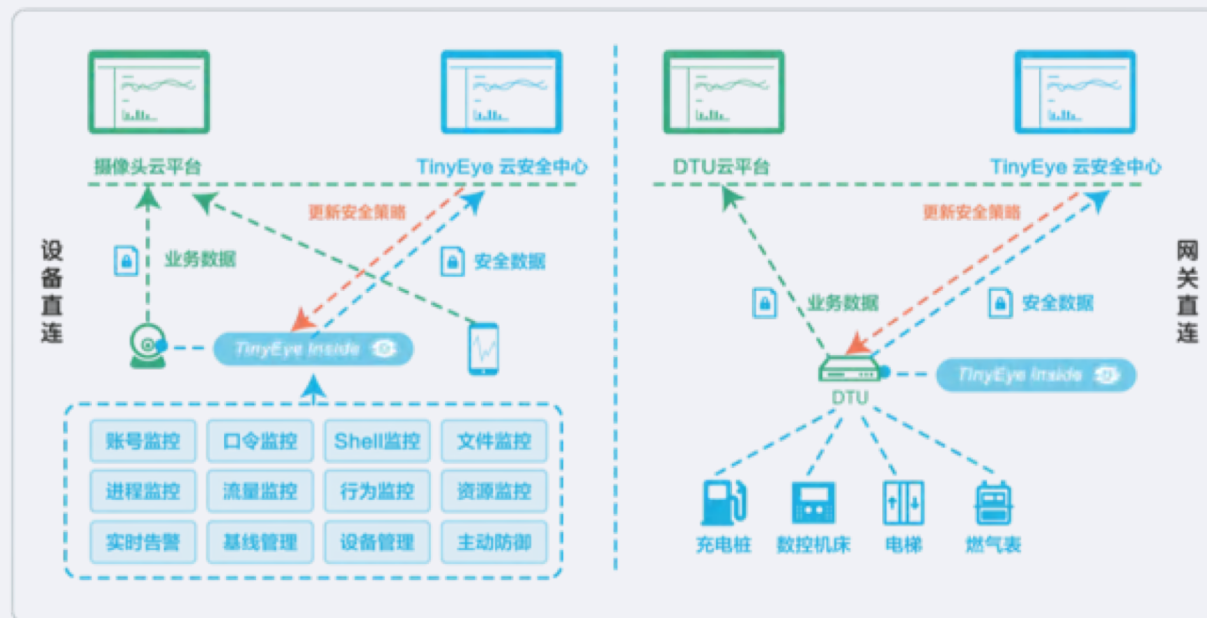 摄像头云平台
TinyEye 云安全中心
更新安全策略
业务数据
安全数据
设备直连
TinyEye Inside
账号监控
口令监控
Shell监控
文件监控
进程监控
流量监控
行为监控
资源监控
实时告警
基线管理
设备管理
主动防御
DTU云平台
TinyEye 云安全中心
更新安全策略
业务数据
安全数据
网关直连
TinyEye Inside
DTU
充电桩
数控机床
电梯
燃气表